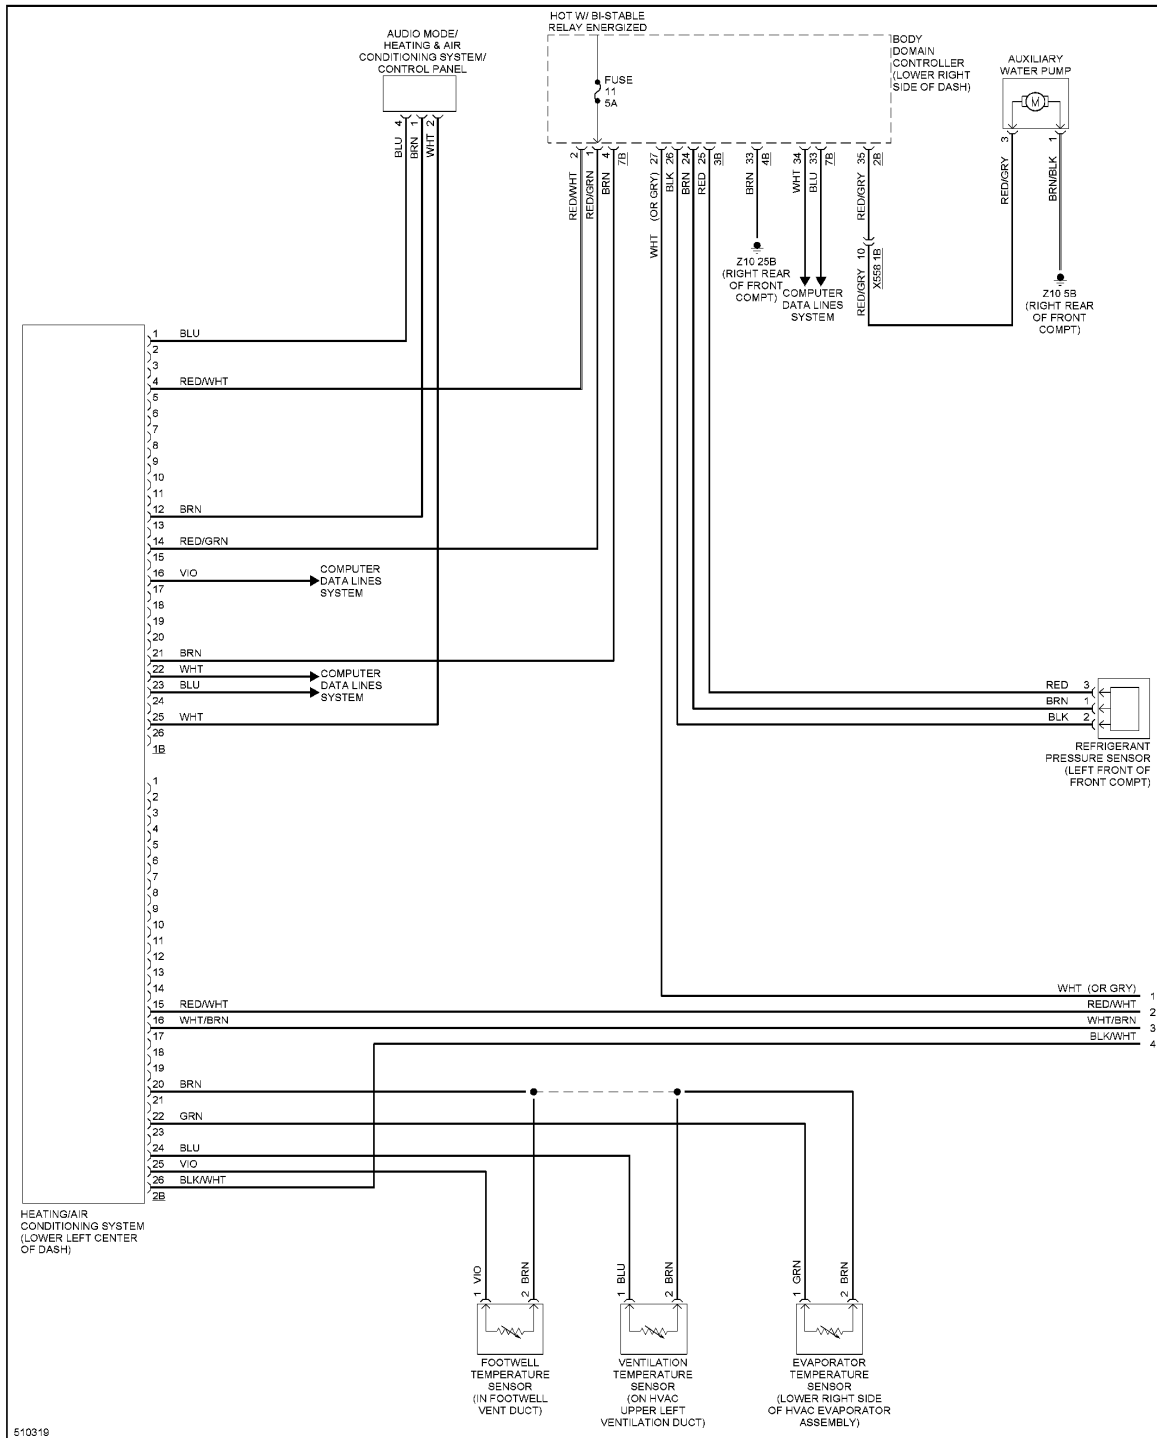 HOT W/ BI-STABLE
RELAY ENERGIZED
AUDIO MODE/
HEATING & AIR
CONDITIONING SYSTEM/
CONTROL PANEL
BODY
DOMAIN
CONTROLLER
(LOWER RIGHT
SIDE OF DASH)
AUXILIARY
WATER PUMP
FUSE
11
5A
M
4 1 2
BLU BRN WHT
2 1 4 7B
RED/WHT RED/GRN BRN
27 26 24 25 3B
WHT (OR GRY) BLK BRN RED
33 4B
BRN
34 33 7B
WHT BLU
35 2B
RED/GRY
3 1
RED/GRY BRN/BLK
10 X558 1B
RED/GRY
Z10 25B
(RIGHT REAR
OF FRONT
COMPT)
COMPUTER
DATA LINES
SYSTEM
Z10 5B
(RIGHT REAR
OF FRONT
COMPT)
1 BLU
2
3
4 RED/WHT
5
6
7
8
9
10
11
12 BRN
13
14 RED/GRN
15
16 VIO
COMPUTER
DATA LINES
SYSTEM
17
18
19
20
21 BRN
22 WHT
23 BLU
COMPUTER
DATA LINES
SYSTEM
24
25 WHT
26
1B
RED 3
BRN 1
BLK 2
REFRIGERANT
PRESSURE SENSOR
(LEFT FRONT OF
FRONT COMPT)
1
2
3
4
5
6
7
8
9
10
11
12
13
14
15 RED/WHT
16 WHT/BRN
17
18
19
20 BRN
21
22 GRN
23
24 BLU
25 VIO
26 BLK/WHT
2B
WHT (OR GRY) 1
RED/WHT 2
WHT/BRN 3
BLK/WHT 4
HEATING/AIR
CONDITIONING SYSTEM
(LOWER LEFT CENTER
OF DASH)
1 VIO 2 BRN
1 BLU 2 BRN
1 GRN 2 BRN
FOOTWELL
TEMPERATURE
SENSOR
(IN FOOTWELL
VENT DUCT)
VENTILATION
TEMPERATURE
SENSOR
(ON HVAC
UPPER LEFT
VENTILATION DUCT)
EVAPORATOR
TEMPERATURE
SENSOR
(LOWER RIGHT SIDE
OF HVAC EVAPORATOR
ASSEMBLY)
510319